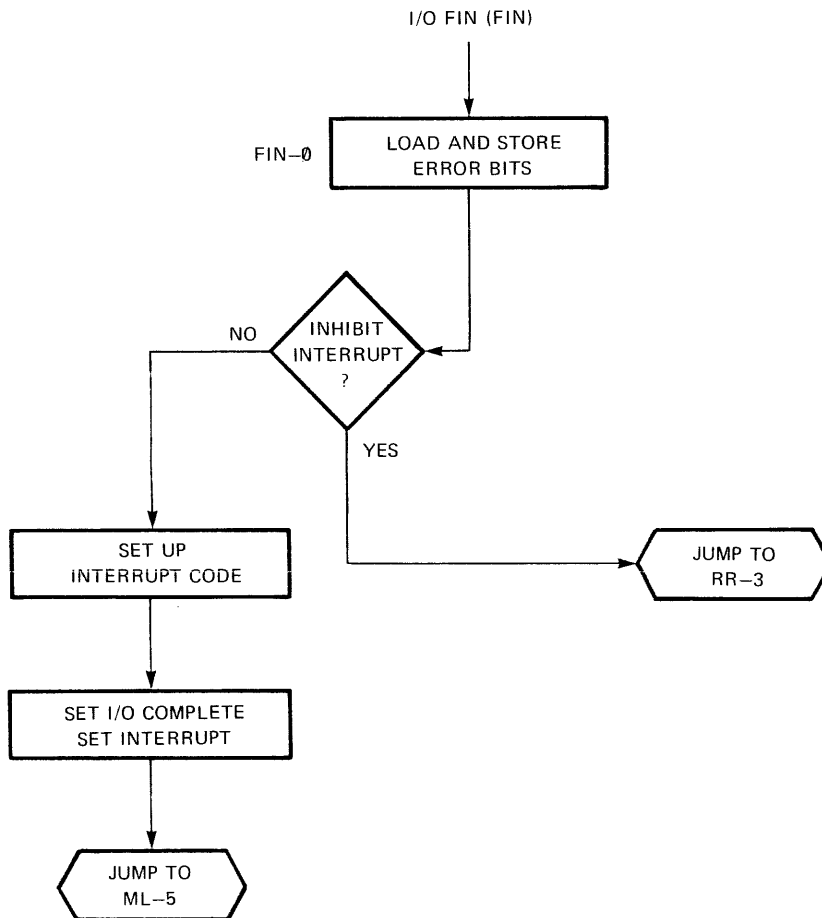 I/O FIN (FIN)
FIN–0
LOAD AND STORE
ERROR BITS
NO
INHIBIT
INTERRUPT
?
YES
SET UP
INTERRUPT CODE
JUMP TO
RR–3
SET I/O COMPLETE
SET INTERRUPT
JUMP TO
ML–5